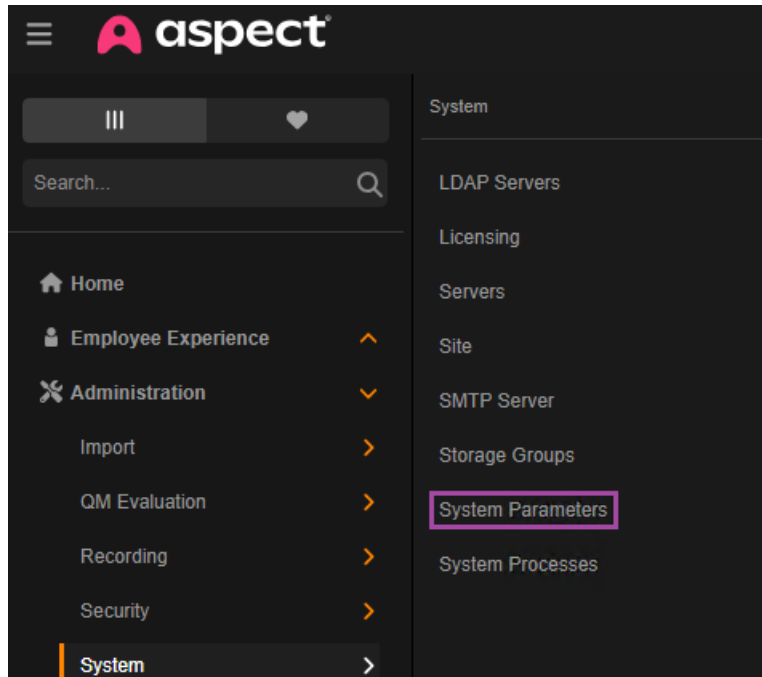 aspect
System
Search...
LDAP Servers
Licensing
Home
Servers
Employee Experience
Site
Administration
SMTP Server
Import
Storage Groups
QM Evaluation
System Parameters
Recording
System Processes
Security
System